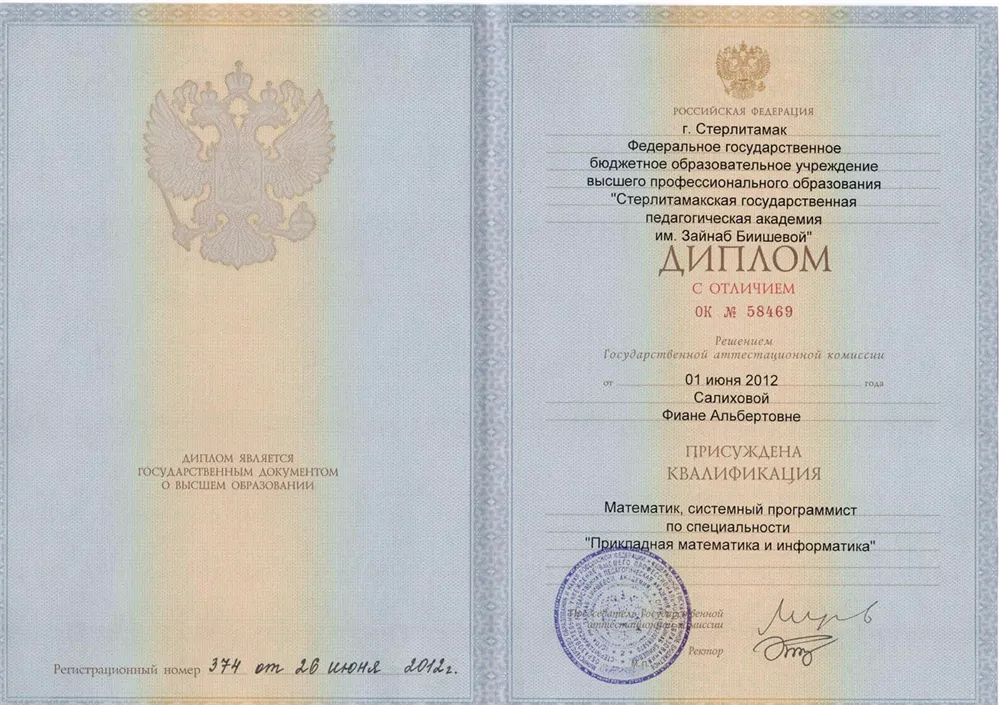 ДИПЛОМ ЯВЛЯЕТСЯ
ГОСУДАРСТВЕННЫМ ДОКУМЕНТОМ
О ВЫСШЕМ ОБРАЗОВАНИИ
Регистрационный номер 374 от 26 июня 2012г.
РОССИЙСКАЯ ФЕДЕРАЦИЯ
г. Стерлитамак
Федеральное государственное
бюджетное образовательное учреждение
высшего профессионального образования
"Стерлитамакская государственная
педагогическая академия
им. Зайнаб Биишевой"
ДИПЛОМ
С ОТЛИЧИЕМ
ОК № 58469
Решением
Государственной аттестационной комиссии
от 01 июня 2012 года
Салиховой
Фиане Альбертовне
ПРИСУЖДЕНА
КВАЛИФИКАЦИЯ
Математик, системный программист
по специальности
"Прикладная математика и информатика"
Председатель Государственной
аттестационной комиссии
Ректор